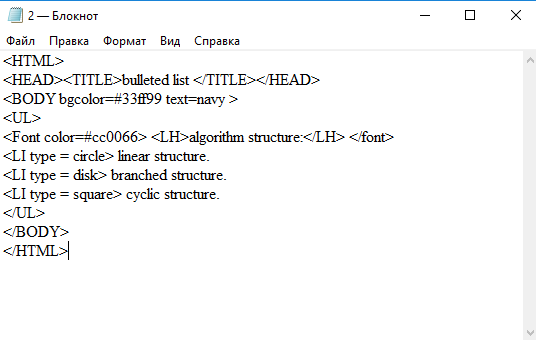 2 — Блокнот
Файл Правка Формат Вид Справка
<HTML>
<HEAD><TITLE>bulleted list </TITLE></HEAD>
<BODY bgcolor=#33ff99 text=navy >
<UL>
<Font color=#cc0066> <LH>algorithm structure:</LH> </font>
<LI type = circle> linear structure.
<LI type = disk> branched structure.
<LI type = square> cyclic structure.
</UL>
</BODY>
</HTML>